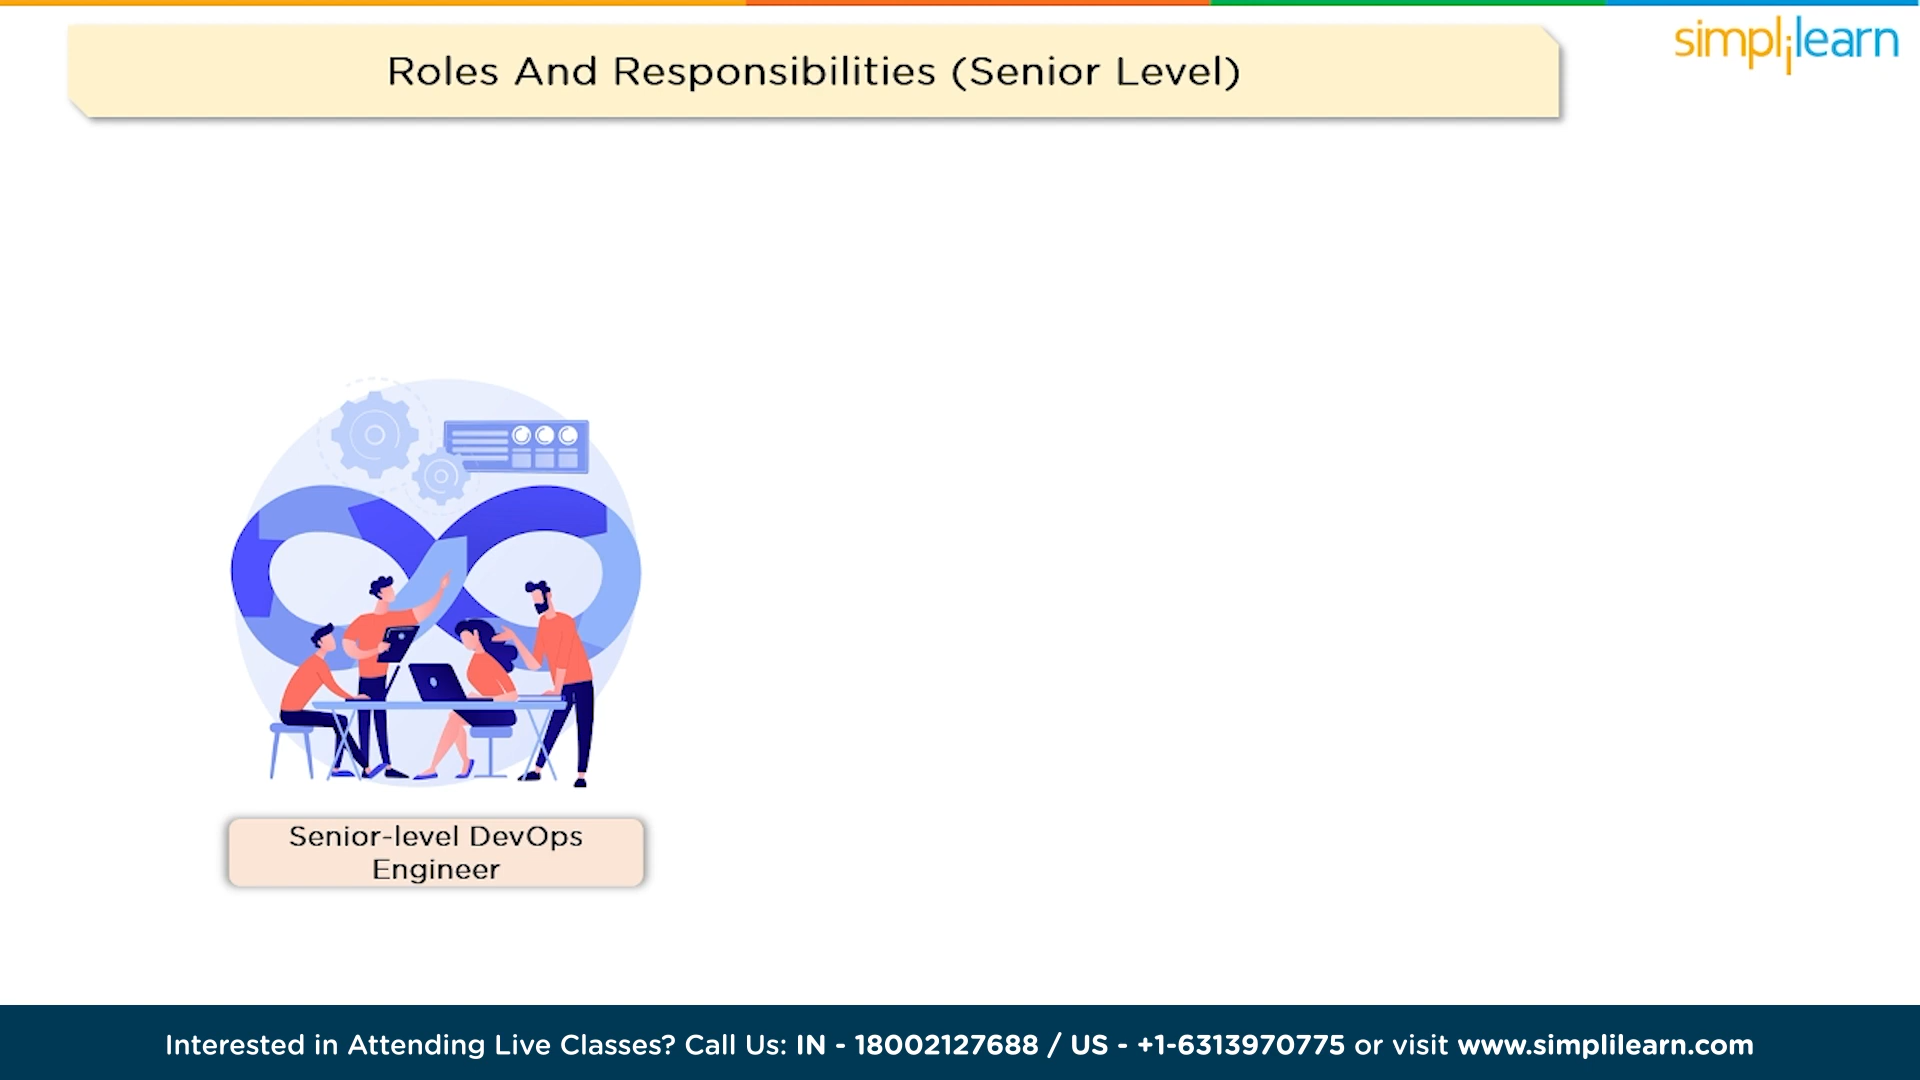 Roles And Responsibilities (Senior Level)
simplilearn
Senior-level DevOps
Engineer
Interested in Attending Live Classes? Call Us: IN - 18002127688 / US - +1-6313970775 or visit www.simplilearn.com